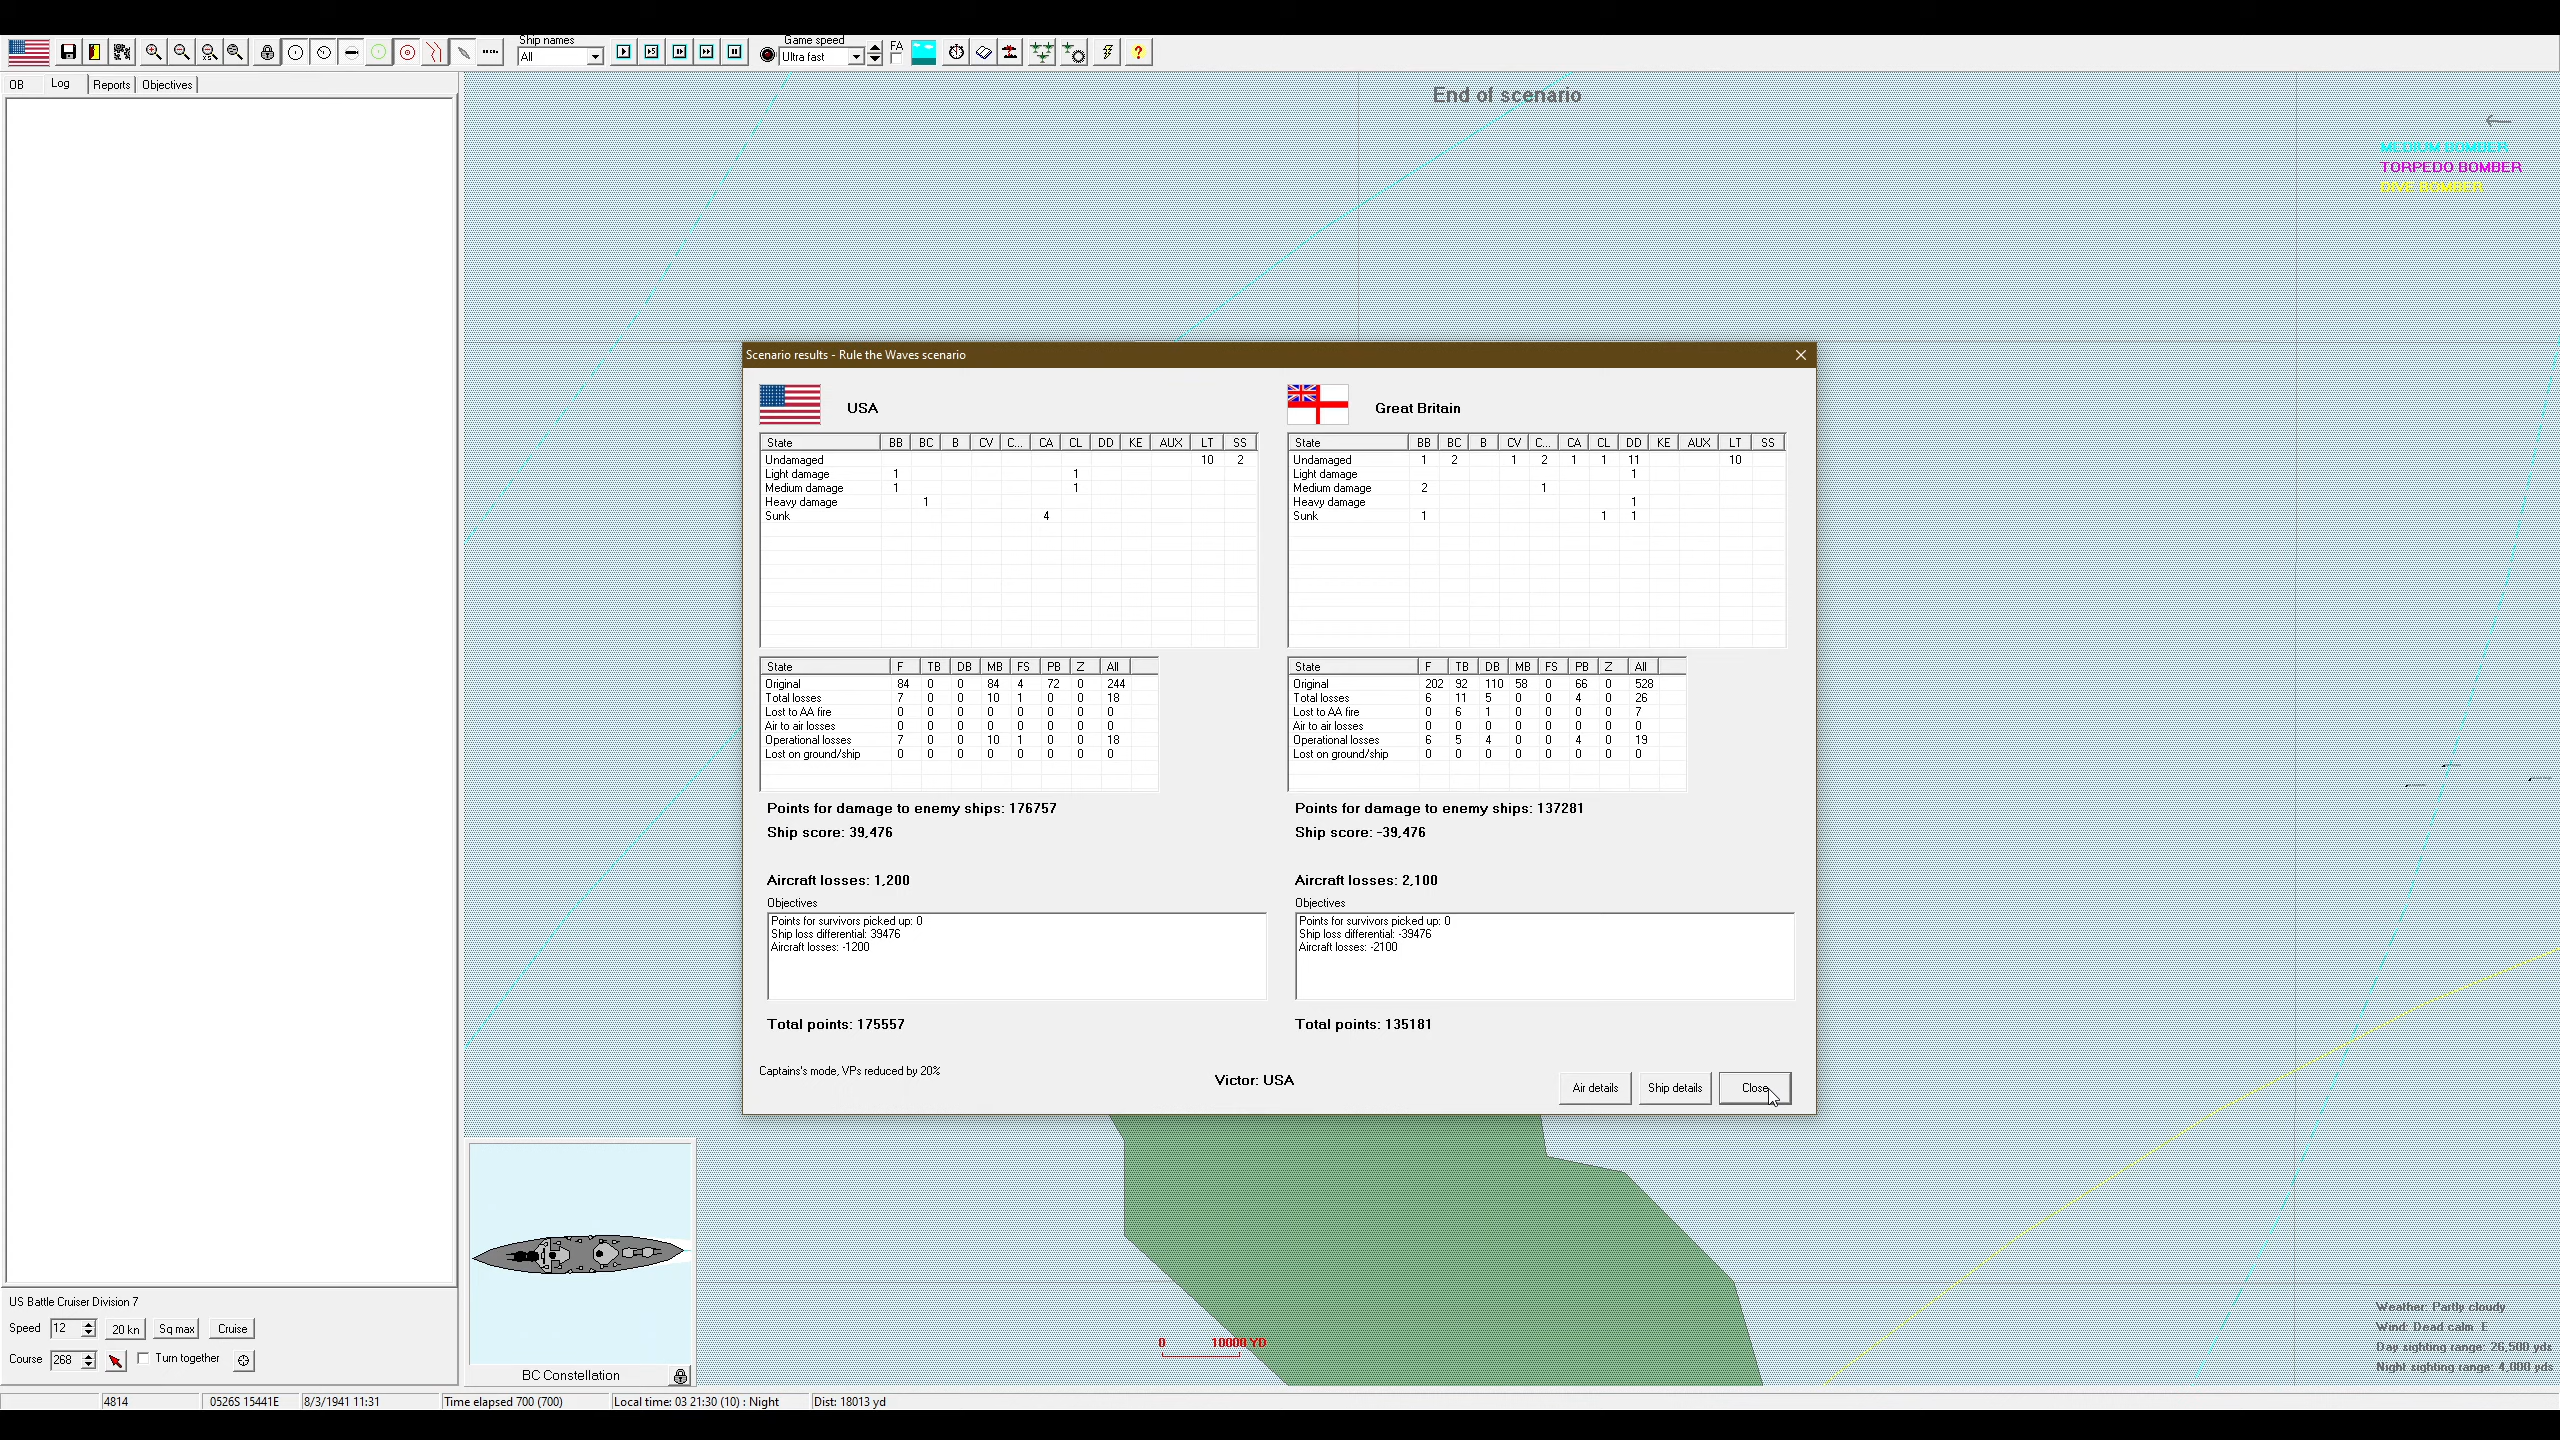 Ship names
Game speed
FA
All
Ultra fast
OB Log Reports Objectives
End of scenario
MEDIUM BOMBER
TORPEDO BOMBER
DIVE BOMBER
Scenario results - Rule the Waves scenario
USA
Great Britain
State BB BC B CV C... CA CL DD KE AUX LT SS
Undamaged 10 2
Light damage 1 1
Medium damage 1 1
Heavy damage 1
Sunk 4
State BB BC B CV C... CA CL DD KE AUX LT SS
Undamaged 1 2 1 2 1 1 11 10
Light damage 1
Medium damage 2 1
Heavy damage 1
Sunk 1 1 1
State F TB DB MB FS PB Z All
Original 84 0 0 84 4 72 0 244
Total losses 7 0 0 10 1 0 0 18
Lost to AA fire 0 0 0 0 0 0 0 0
Air to air losses 0 0 0 0 0 0 0 0
Operational losses 7 0 0 10 1 0 0 18
Lost on ground/ship 0 0 0 0 0 0 0 0
State F TB DB MB FS PB Z All
Original 202 92 110 58 0 66 0 528
Total losses 6 11 5 0 0 4 0 26
Lost to AA fire 0 6 1 0 0 0 0 7
Air to air losses 0 0 0 0 0 0 0 0
Operational losses 6 5 4 0 0 4 0 19
Lost on ground/ship 0 0 0 0 0 0 0 0
Points for damage to enemy ships: 176757
Ship score: 39,476
Aircraft losses: 1,200
Objectives
Points for survivors picked up: 0
Ship loss differential: 39476
Aircraft losses: -1200
Total points: 175557
Points for damage to enemy ships: 137281
Ship score: -39,476
Aircraft losses: 2,100
Objectives
Points for survivors picked up: 0
Ship loss differential: -39476
Aircraft losses: -2100
Total points: 135181
Captains's mode, VPs reduced by 20%
Victor: USA
Air details Ship details Close
US Battle Cruiser Division 7
Speed 12 20 kn Sq max Cruise
Course 268 Turn together
BC Constellation
0 10000 YD
Weather: Partly cloudy
Wind: Dead calm E
Day sighting range: 26,500 yds
Night sighting range: 4,000 yds
4814 0526S 15441E 8/3/1941 11:31 Time elapsed 700 (700) Local time: 03 21:30 (10) : Night Dist: 18013 yd